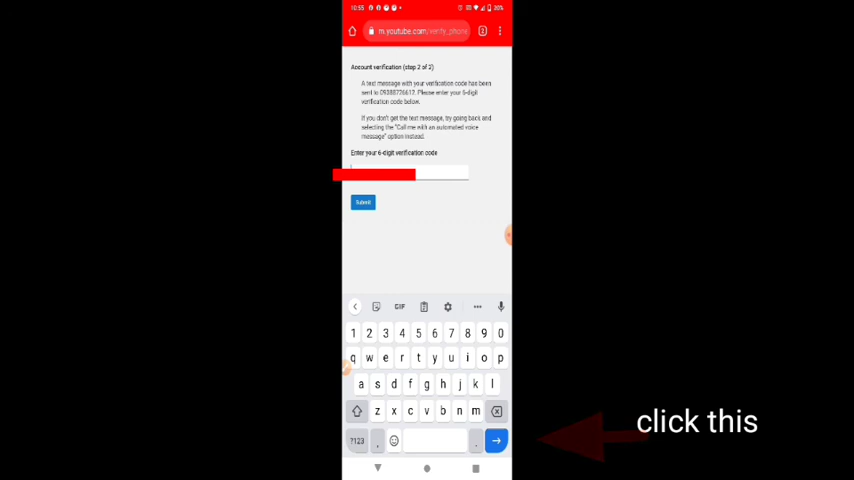 10:55
20%
m.youtube.com/verify_phone
2
Account verification (step 2 of 2)
A text message with your verification code has been
sent to 09388726612. Please enter your 6-digit
verification code below.
If you don't get the text message, try going back and
selecting the "Call me with an automated voice
message" option instead.
Enter your 6-digit verification code
Submit
GIF
1 2 3 4 5 6 7 8 9 0
q w e r t y u i o p
a s d f g h j k l
z x c v b n m
?123 , .
click this